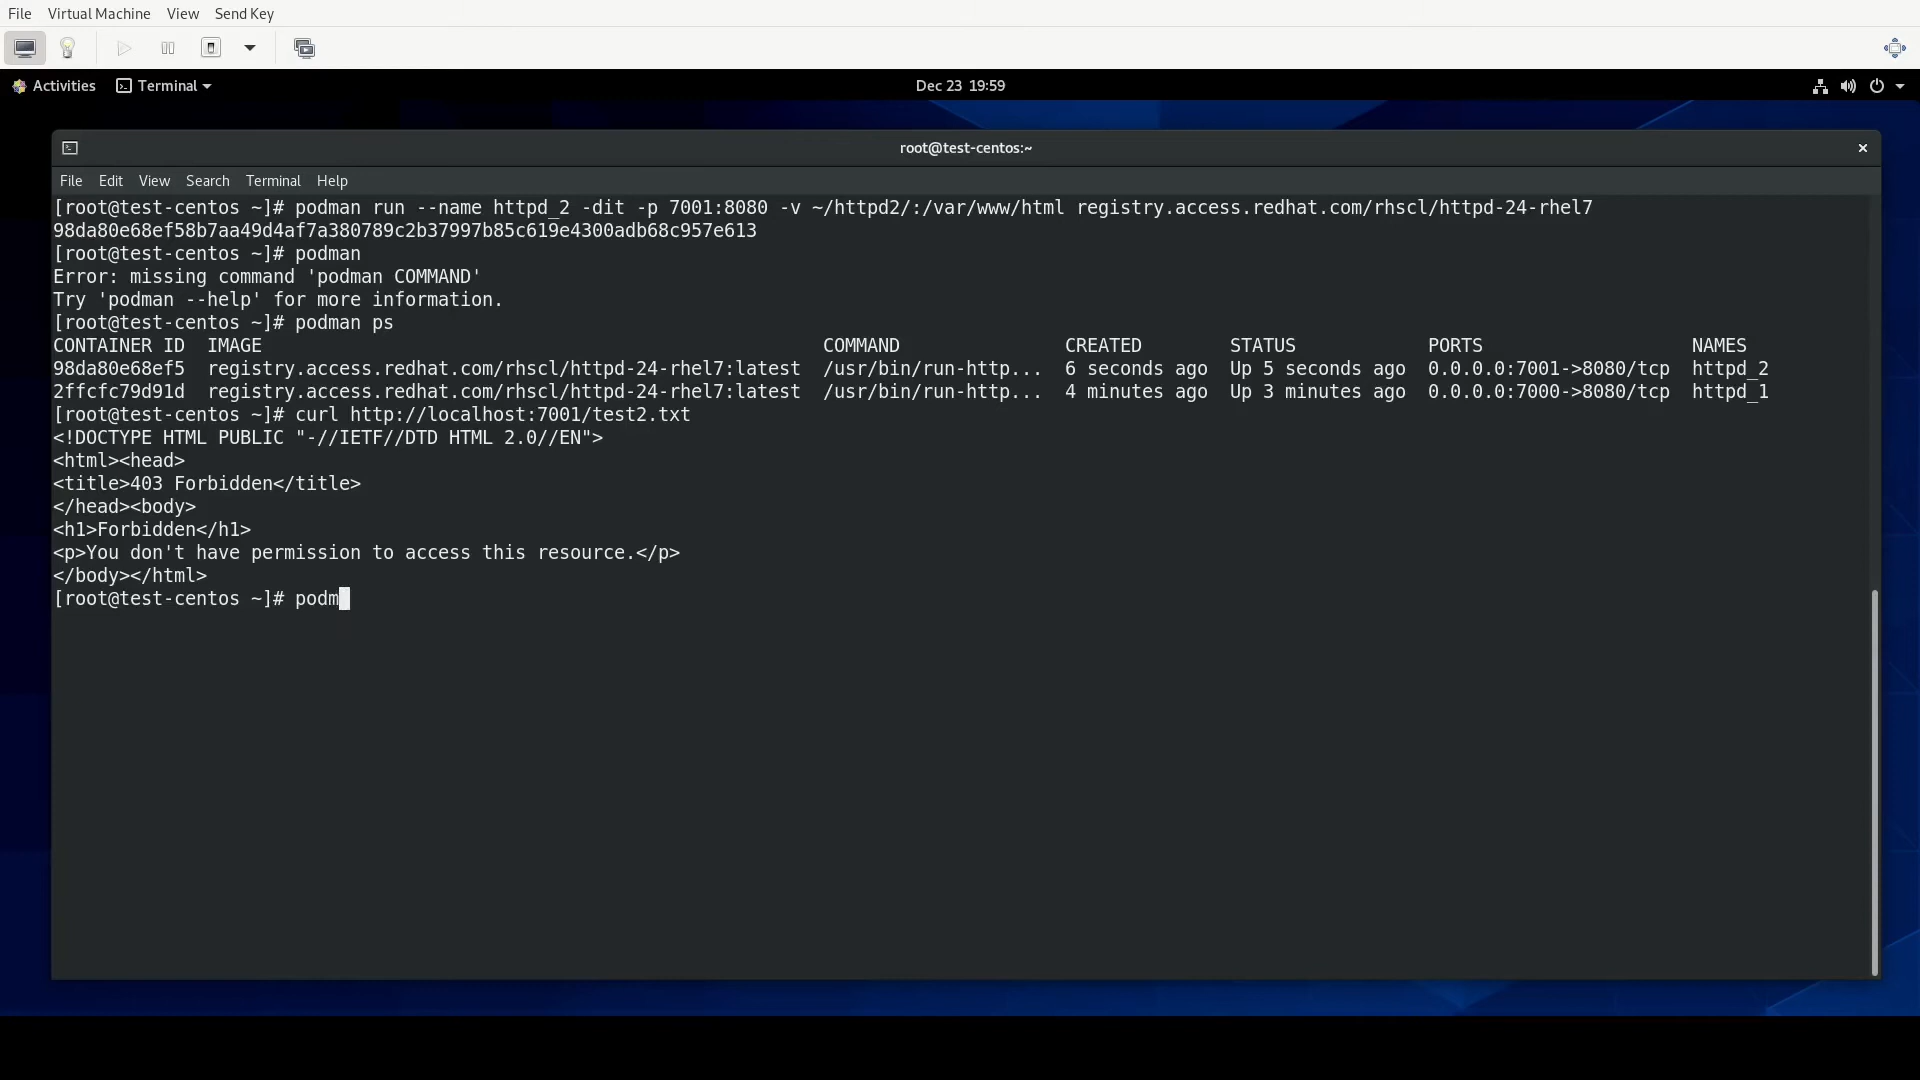 File Virtual Machine View Send Key
Activities Terminal Dec 23 19:59
root@test-centos:~
File Edit View Search Terminal Help
[root@test-centos ~]# podman run --name httpd_2 -dit -p 7001:8080 -v ~/httpd2/:/var/www/html registry.access.redhat.com/rhscl/httpd-24-rhel7
98da80e68ef58b7aa49d4af7a380789c2b37997b85c619e4300adb68c957e613
[root@test-centos ~]# podman
Error: missing command 'podman COMMAND'
Try 'podman --help' for more information.
[root@test-centos ~]# podman ps
CONTAINER ID  IMAGE  COMMAND  CREATED  STATUS  PORTS  NAMES
98da80e68ef5  registry.access.redhat.com/rhscl/httpd-24-rhel7:latest  /usr/bin/run-http...  6 seconds ago  Up 5 seconds ago  0.0.0.0:7001->8080/tcp  httpd_2
2ffcfc79d91d  registry.access.redhat.com/rhscl/httpd-24-rhel7:latest  /usr/bin/run-http...  4 minutes ago  Up 3 minutes ago  0.0.0.0:7000->8080/tcp  httpd_1
[root@test-centos ~]# curl http://localhost:7001/test2.txt
<!DOCTYPE HTML PUBLIC "-//IETF//DTD HTML 2.0//EN">
<html><head>
<title>403 Forbidden</title>
</head><body>
<h1>Forbidden</h1>
<p>You don't have permission to access this resource.</p>
</body></html>
[root@test-centos ~]# podm